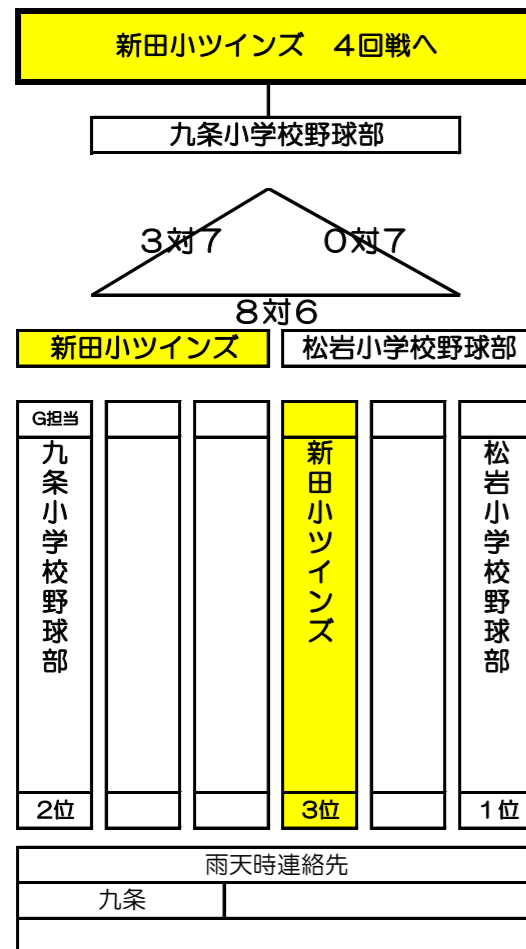 新田小ツインズ　4回戦へ
九条小学校野球部
3対7　0対7
8対6
新田小ツインズ　松岩小学校野球部
G担当
九条小学校野球部
新田小ツインズ
松岩小学校野球部
2位　3位　1位
雨天時連絡先
九条